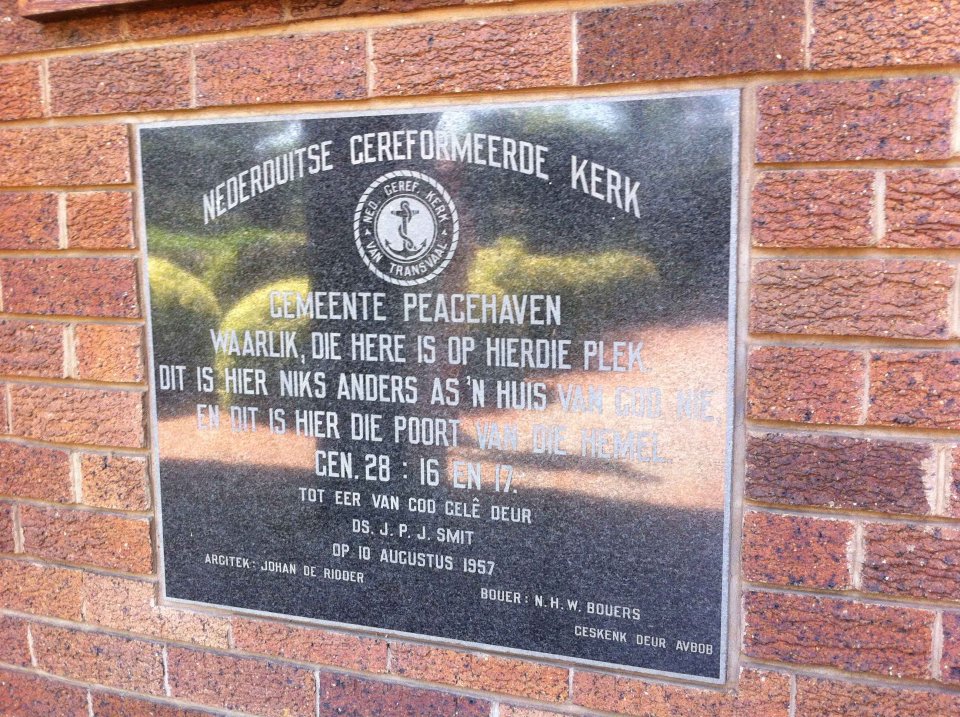 NEDERDUITSE GEREFORMEERDE KERK
NED. GEREF. KERK
VAN TRANSVAAL
GEMEENTE PEACEHAVEN
WAARLIK, DIE HERE IS OP HIERDIE PLEK.
DIT IS HIER NIKS ANDERS AS 'N HUIS VAN GOD NIE,
EN DIT IS HIER DIE POORT VAN DIE HEMEL.
GEN. 28 : 16 EN 17.
TOT EER VAN GOD GELÊ DEUR
DS. J. P. J. SMIT
OP 10 AUGUSTUS 1957
ARGITEK : JOHAN DE RIDDER
BOUER : N. H. W. BOUERS
GESKENK DEUR AVBOB